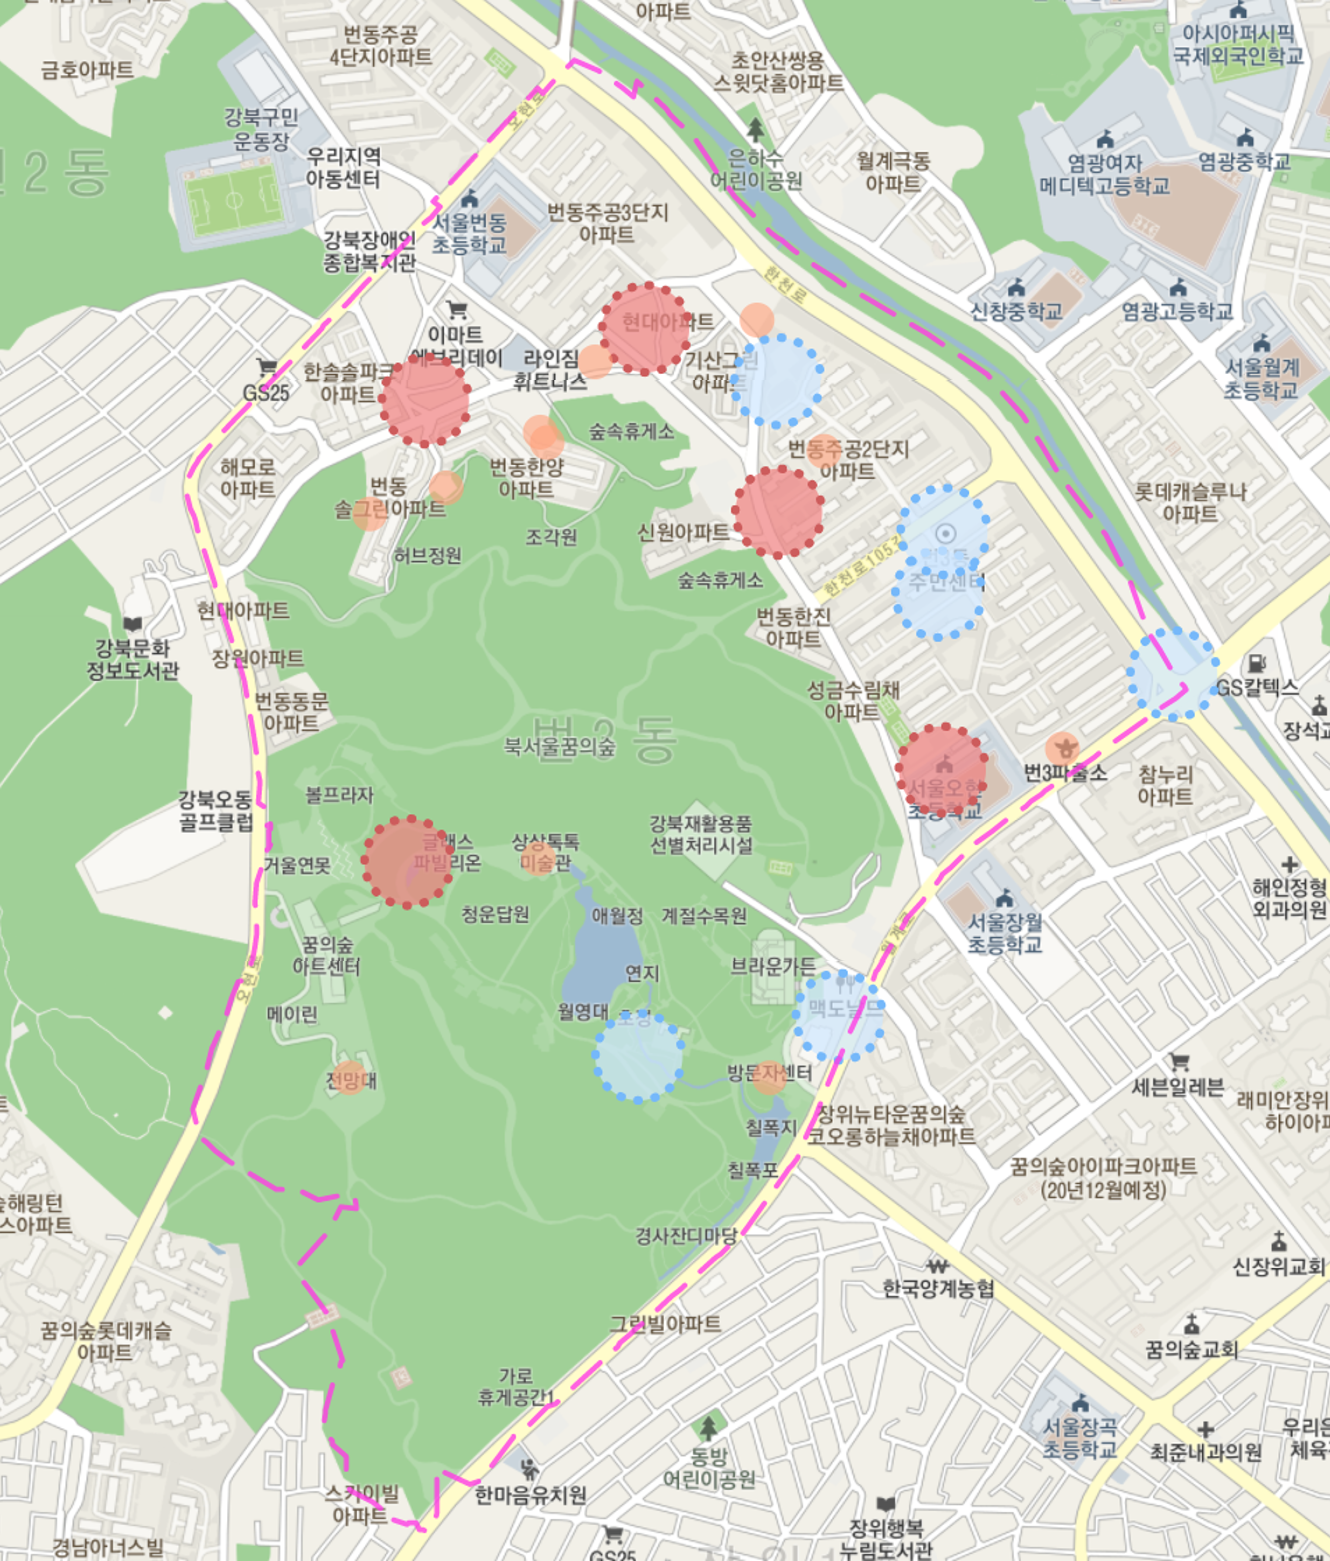 아파트
번동주공
4단지아파트
금호아파트
초안산쌍용
스윗닷홈아파트
아시아퍼시픽
국제외국인학교
강북구민
운동장
2동
우리지역
아동센터
은하수
어린이공원
월계극동
아파트
염광여자
메디텍고등학교
염광중학교
서울번동
초등학교
번동주공3단지
아파트
강북장애인
종합복지관
한천로
신창중학교
염광고등학교
이마트
에브리데이
현대아파트
라인짐
휘트니스
기산그린
아파트
한솔솔파크
아파트
GS25
서울월계
초등학교
숲속휴게소
번동주공2단지
아파트
해모로
아파트
번동
솔그린아파트
번동한양
아파트
롯데캐슬루나
아파트
조각원
신원아파트
허브정원
숲속휴게소
한천로105
주민센터
현대아파트
번동한진
아파트
강북문화
정보도서관
장원아파트
번동동문
아파트
성금수림채
아파트
GS칼텍스
장석교
번2동
북서울꿈의숲
번3파출소
참누리
아파트
볼프라자
강북오동
골프클럽
서울오현
초등학교
거울연못
글래스
파빌리온
상상톡톡
미술관
강북재활용품
선별처리시설
해인정형
외과의원
청운답원
애월정
계절수목원
서울장월
초등학교
월계로
꿈의숲
아트센터
연지
브라운가든
오현로
메이린
월영대
맥도날드
전망대
방문자센터
세븐일레븐
래미안장위
하이아파
칠폭지
장위뉴타운꿈의숲
코오롱하늘채아파트
칠폭포
꿈의숲아이파크아파트
(20년12월예정)
숲해링턴
스아파트
경사잔디마당
신장위교회
한국양계농협
꿈의숲롯데캐슬
아파트
그린빌아파트
꿈의숲교회
가로
휴게공간1
동방
어린이공원
서울장곡
초등학교
최준내과의원
우리은
체육
스카이빌
아파트
한마음유치원
장위행복
누림도서관
경남아너스빌
GS25